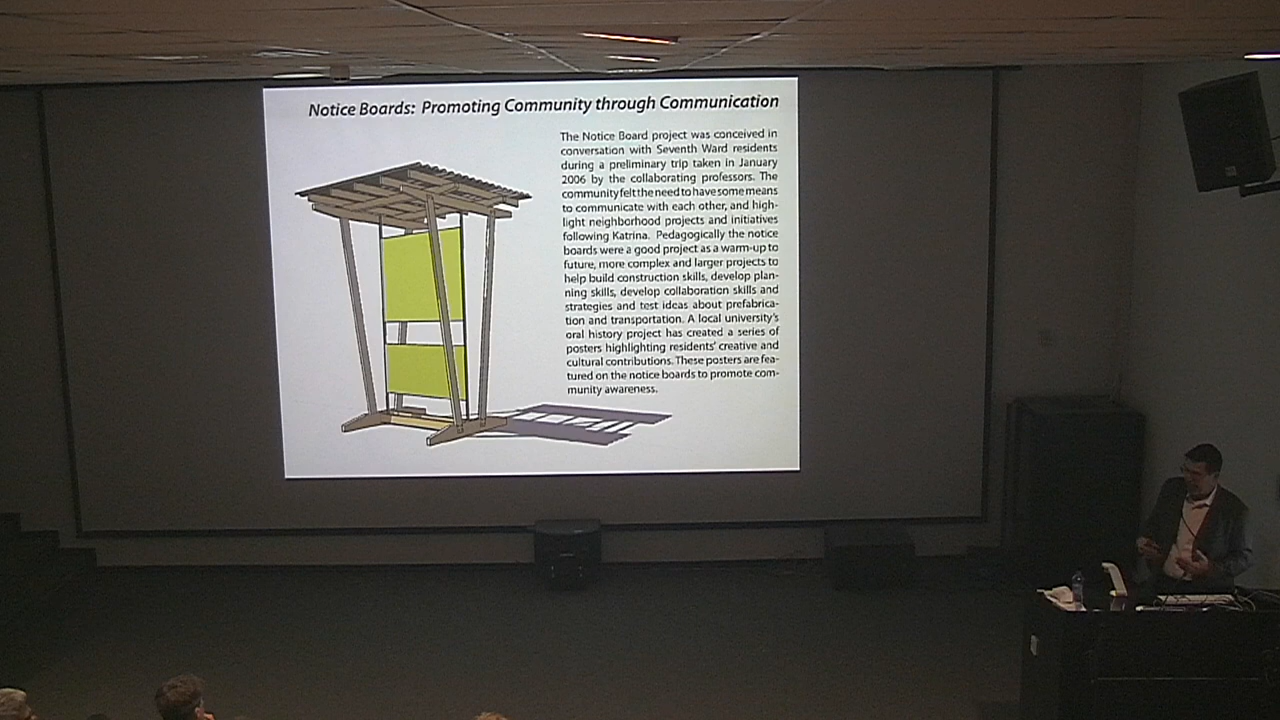 Notice Boards: Promoting Community through Communication
The Notice Board project was conceived in
conversation with Seventh Ward residents
during a preliminary trip taken in January
2006 by the collaborating professors. The
community felt the need to have some means
to communicate with each other, and high-
light neighborhood projects and initiatives
following Katrina. Pedagogically the notice
boards were a good project as a warm-up to
future, more complex and larger projects to
help build construction skills, develop plan-
ning skills, develop collaboration skills and
strategies and test ideas about prefabrica-
tion and transportation. A local university's
oral history project has created a series of
posters highlighting residents' creative and
cultural contributions. These posters are fea-
tured on the notice boards to promote com-
munity awareness.